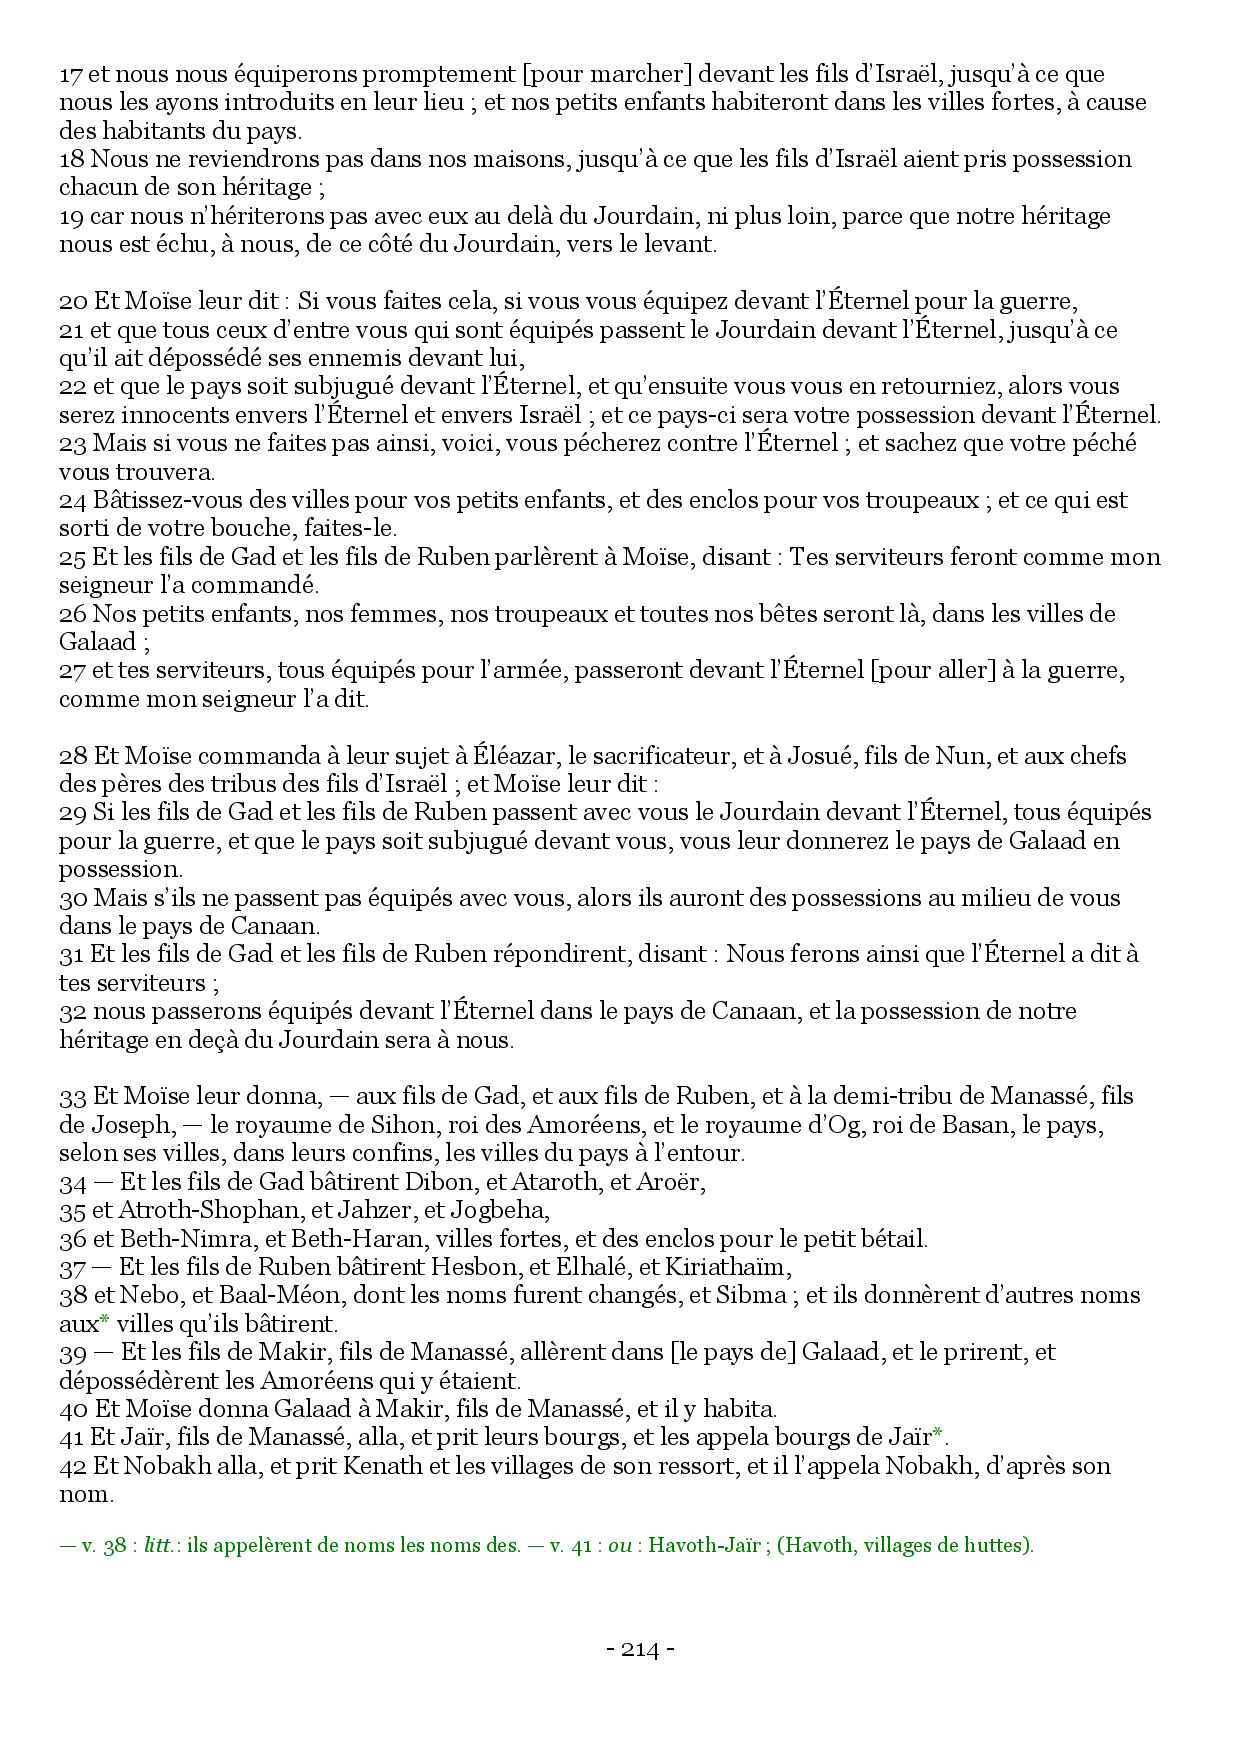 17 et nous nous équiperons promptement [pour marcher] devant les fils d’Israël, jusqu’à ce que
nous les ayons introduits en leur lieu ; et nos petits enfants habiteront dans les villes fortes, à cause
des habitants du pays.
18 Nous ne reviendrons pas dans nos maisons, jusqu’à ce que les fils d’Israël aient pris possession
chacun de son héritage ;
19 car nous n’hériterons pas avec eux au delà du Jourdain, ni plus loin, parce que notre héritage
nous est échu, à nous, de ce côté du Jourdain, vers le levant.
20 Et Moïse leur dit : Si vous faites cela, si vous vous équipez devant l’Éternel pour la guerre,
21 et que tous ceux d’entre vous qui sont équipés passent le Jourdain devant l’Éternel, jusqu’à ce
qu’il ait dépossédé ses ennemis devant lui,
22 et que le pays soit subjugué devant l’Éternel, et qu’ensuite vous vous en retourniez, alors vous
serez innocents envers l’Éternel et envers Israël ; et ce pays-ci sera votre possession devant l’Éternel.
23 Mais si vous ne faites pas ainsi, voici, vous pécherez contre l’Éternel ; et sachez que votre péché
vous trouvera.
24 Bâtissez-vous des villes pour vos petits enfants, et des enclos pour vos troupeaux ; et ce qui est
sorti de votre bouche, faites-le.
25 Et les fils de Gad et les fils de Ruben parlèrent à Moïse, disant : Tes serviteurs feront comme mon
seigneur l’a commandé.
26 Nos petits enfants, nos femmes, nos troupeaux et toutes nos bêtes seront là, dans les villes de
Galaad ;
27 et tes serviteurs, tous équipés pour l’armée, passeront devant l’Éternel [pour aller] à la guerre,
comme mon seigneur l’a dit.
28 Et Moïse commanda à leur sujet à Éléazar, le sacrificateur, et à Josué, fils de Nun, et aux chefs
des pères des tribus des fils d’Israël ; et Moïse leur dit :
29 Si les fils de Gad et les fils de Ruben passent avec vous le Jourdain devant l’Éternel, tous équipés
pour la guerre, et que le pays soit subjugué devant vous, vous leur donnerez le pays de Galaad en
possession.
30 Mais s’ils ne passent pas équipés avec vous, alors ils auront des possessions au milieu de vous
dans le pays de Canaan.
31 Et les fils de Gad et les fils de Ruben répondirent, disant : Nous ferons ainsi que l’Éternel a dit à
tes serviteurs ;
32 nous passerons équipés devant l’Éternel dans le pays de Canaan, et la possession de notre
héritage en deçà du Jourdain sera à nous.
33 Et Moïse leur donna, — aux fils de Gad, et aux fils de Ruben, et à la demi-tribu de Manassé, fils
de Joseph, — le royaume de Sihon, roi des Amoréens, et le royaume d’Og, roi de Basan, le pays,
selon ses villes, dans leurs confins, les villes du pays à l’entour.
34 — Et les fils de Gad bâtirent Dibon, et Ataroth, et Aroër,
35 et Atroth-Shophan, et Jahzer, et Jogbeha,
36 et Beth-Nimra, et Beth-Haran, villes fortes, et des enclos pour le petit bétail.
37 — Et les fils de Ruben bâtirent Hesbon, et Elhalé, et Kiriathaïm,
38 et Nebo, et Baal-Méon, dont les noms furent changés, et Sibma ; et ils donnèrent d’autres noms
aux* villes qu’ils bâtirent.
39 — Et les fils de Makir, fils de Manassé, allèrent dans [le pays de] Galaad, et le prirent, et
dépossédèrent les Amoréens qui y étaient.
40 Et Moïse donna Galaad à Makir, fils de Manassé, et il y habita.
41 Et Jaïr, fils de Manassé, alla, et prit leurs bourgs, et les appela bourgs de Jaïr*.
42 Et Nobakh alla, et prit Kenath et les villages de son ressort, et il l’appela Nobakh, d’après son
nom.
— v. 38 : litt.: ils appelèrent de noms les noms des. — v. 41 : ou : Havoth-Jaïr ; (Havoth, villages de huttes).
- 214 -